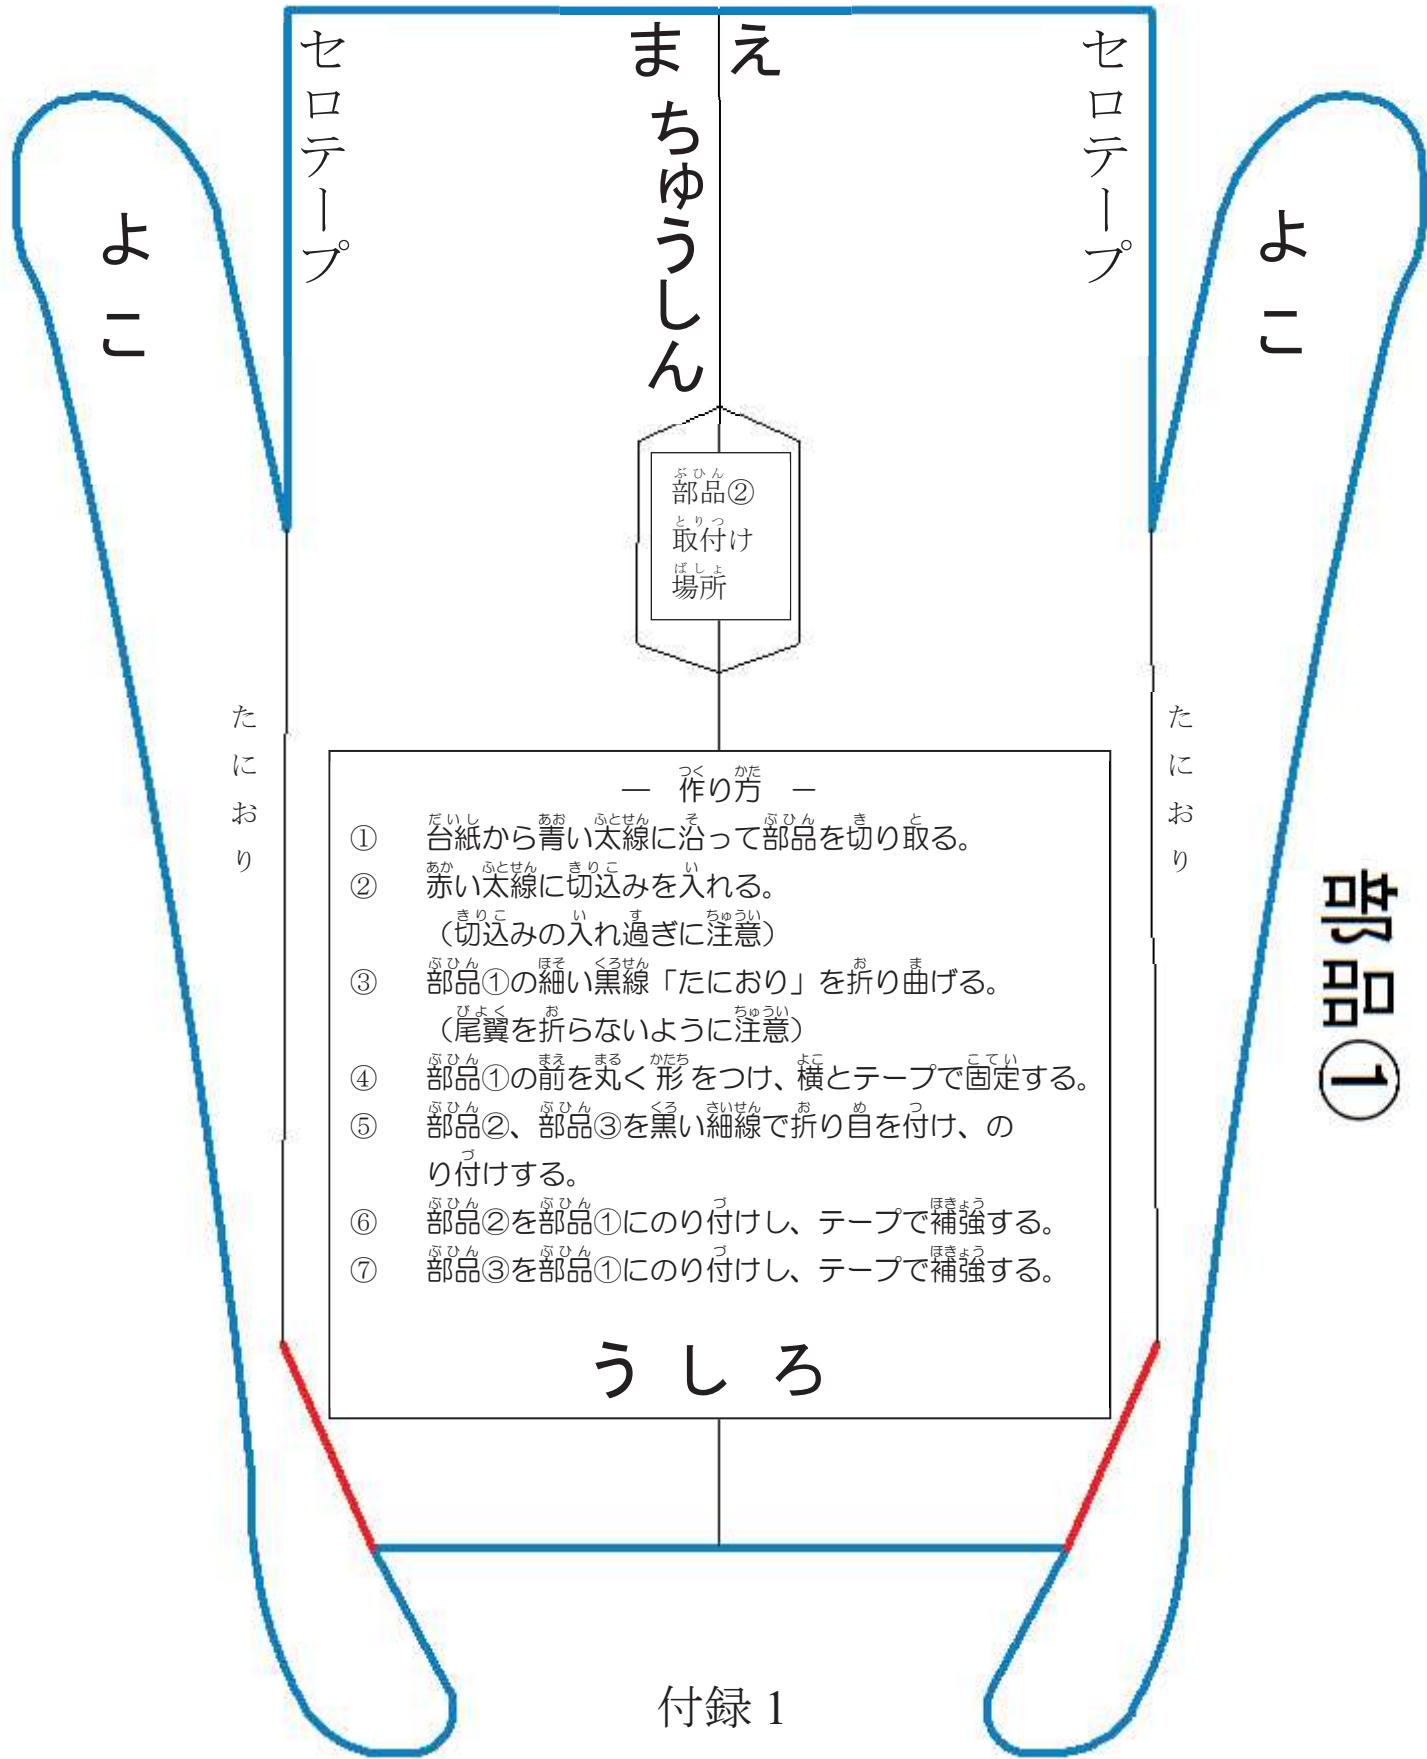 まえ
セロテープ
ちゅうしん
セロテープ
よこ
よこ
部品②
取付け
場所
たにおり
たにおり
― 作り方 －
① 台紙から青い太線に沿って部品を切り取る。
② 赤い太線に切込みを入れる。
（切込みの入れ過ぎに注意）
③ 部品①の細い黒線「たにおり」を折り曲げる。
（尾翼を折らないように注意）
④ 部品①の前を丸く形をつけ、横とテープで固定する。
⑤ 部品②、部品③を黒い細線で折り目を付け、の
り付けする。
⑥ 部品②を部品①にのり付けし、テープで補強する。
⑦ 部品③を部品①にのり付けし、テープで補強する。
うしろ
部品①
付録 1